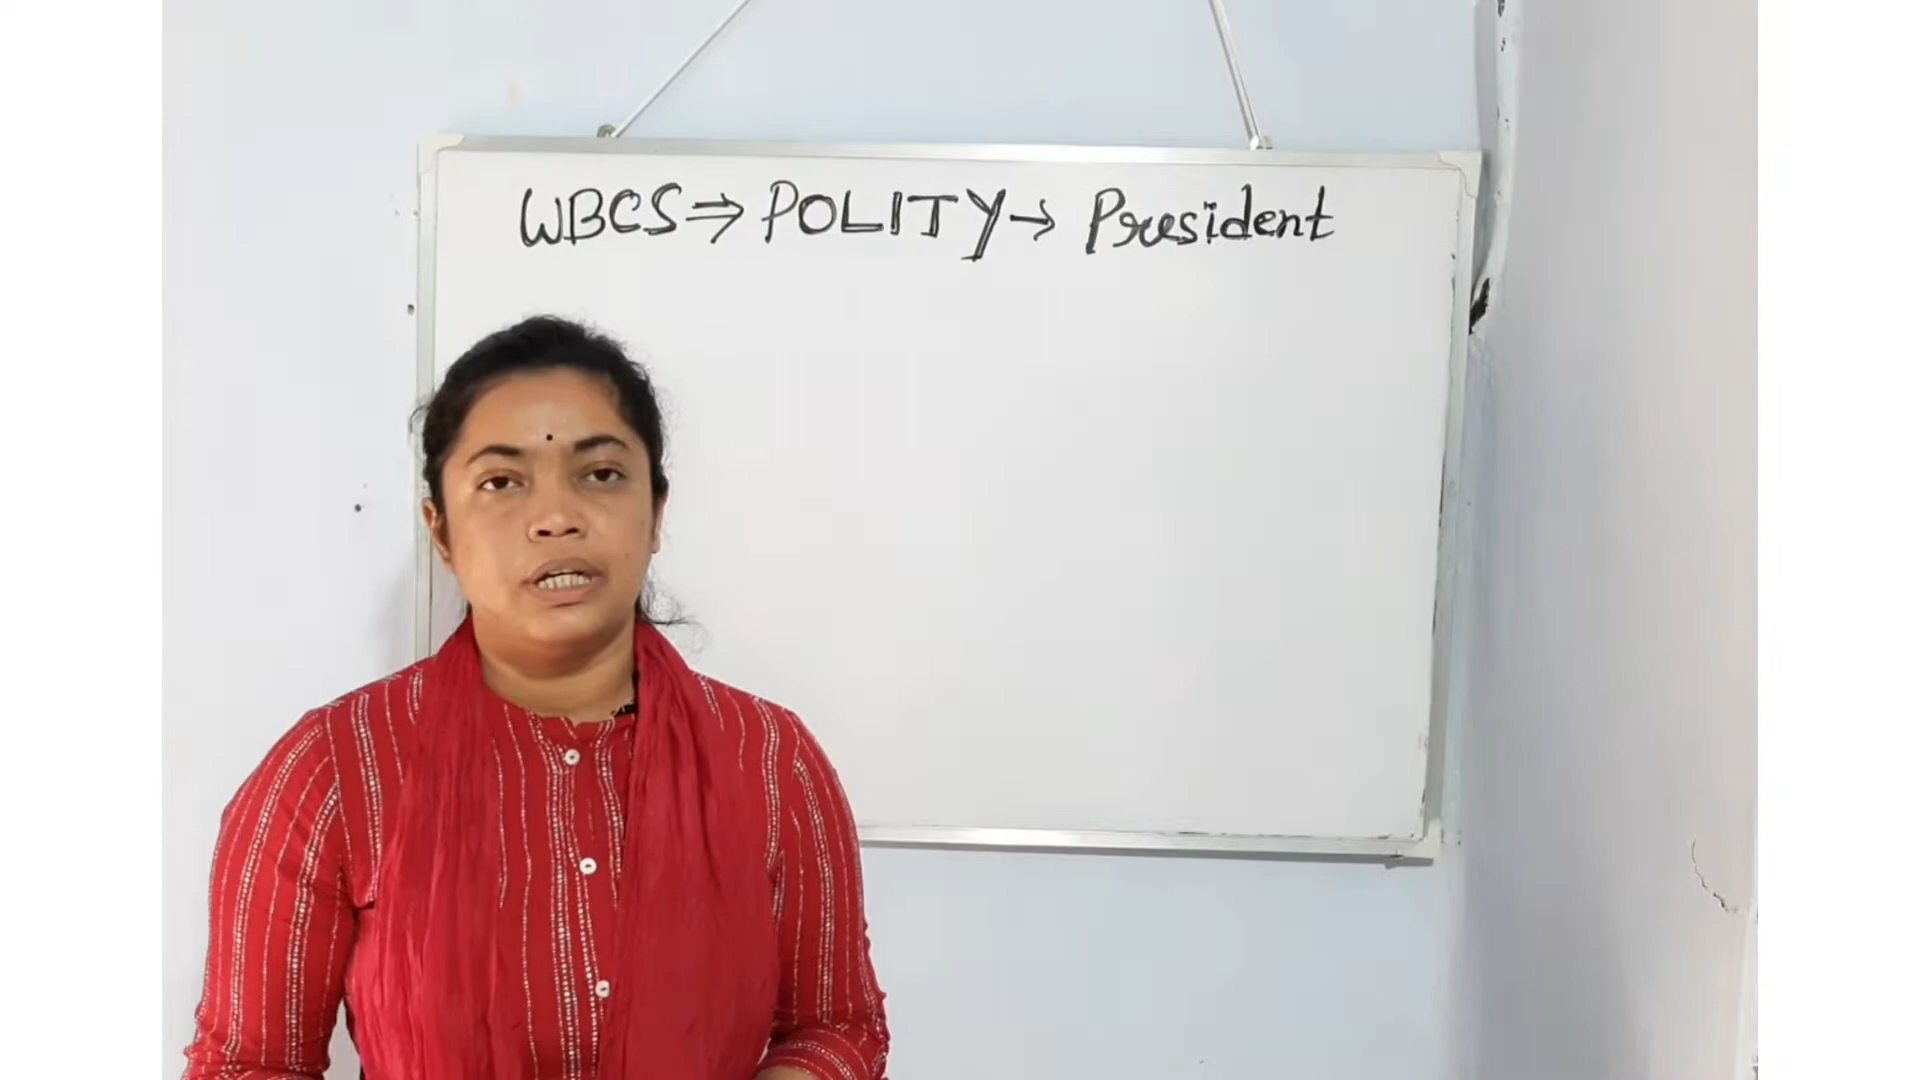 WBCS ⇒ POLITY → President